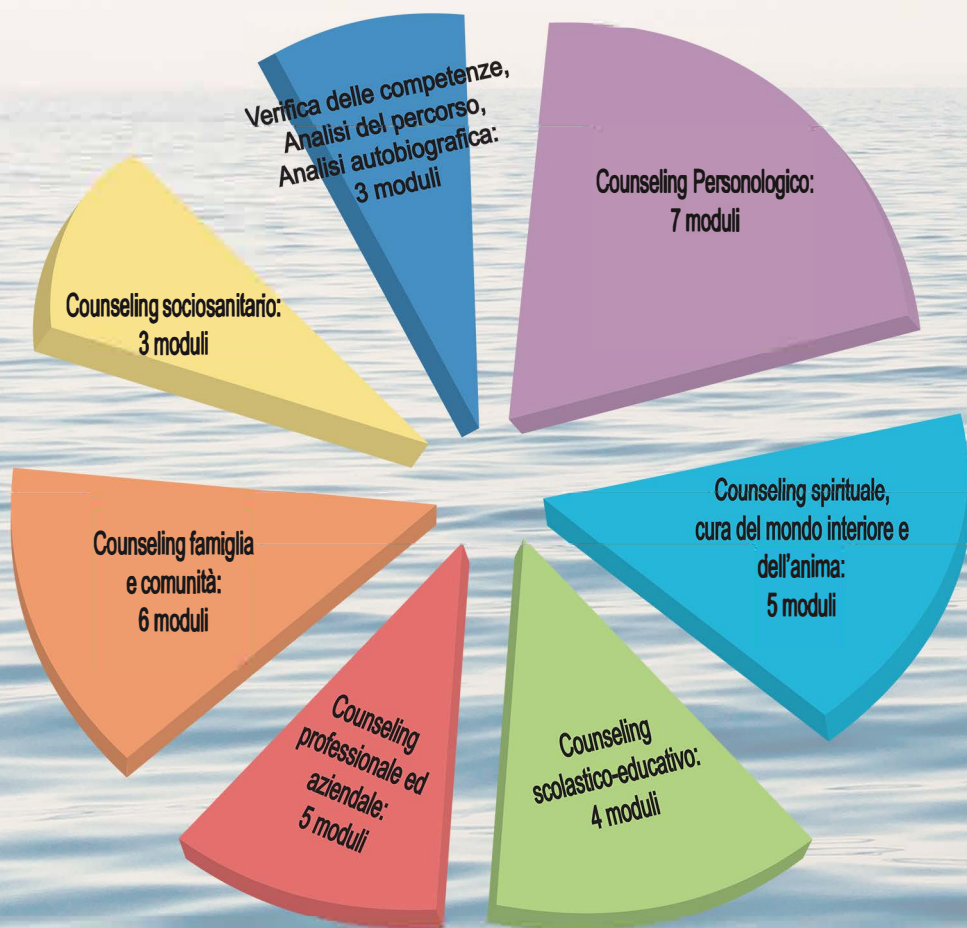 Verifica delle competenze,
Analisi del percorso,
Analisi autobiografica:
3 moduli
Counseling Personologico:
7 moduli
Counseling spirituale,
cura del mondo interiore e
dell'anima:
5 moduli
Counseling
scolastico-educativo:
4 moduli
Counseling
professionale ed
aziendale:
5 moduli
Counseling famiglia
e comunità:
6 moduli
Counseling sociosanitario:
3 moduli